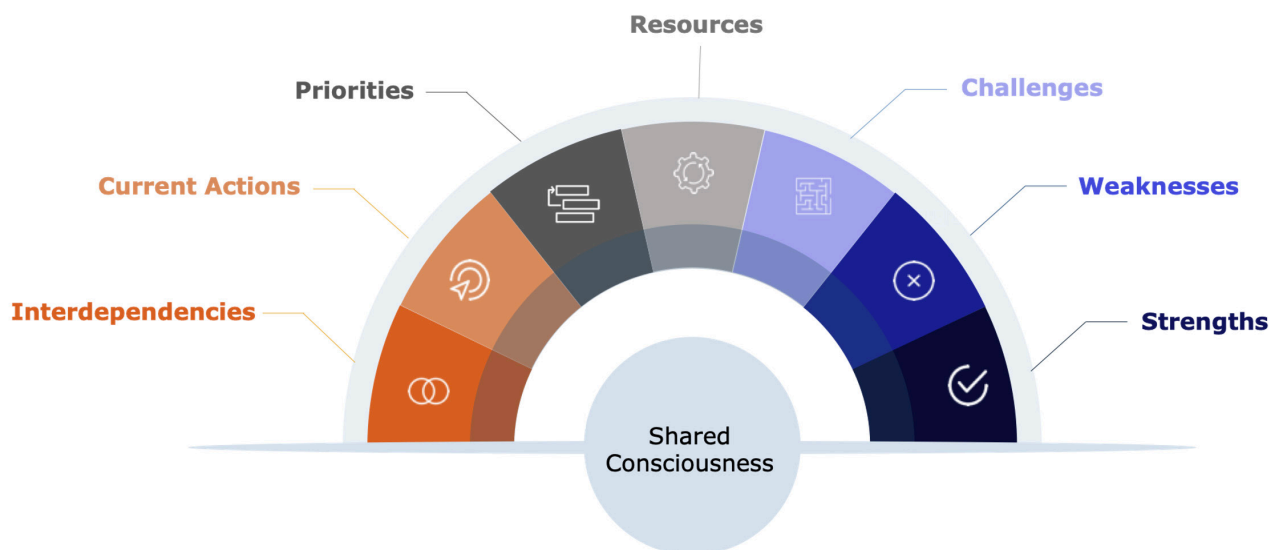 Resources
Priorities
Challenges
Current Actions
Weaknesses
Interdependencies
Strengths
Shared
Consciousness